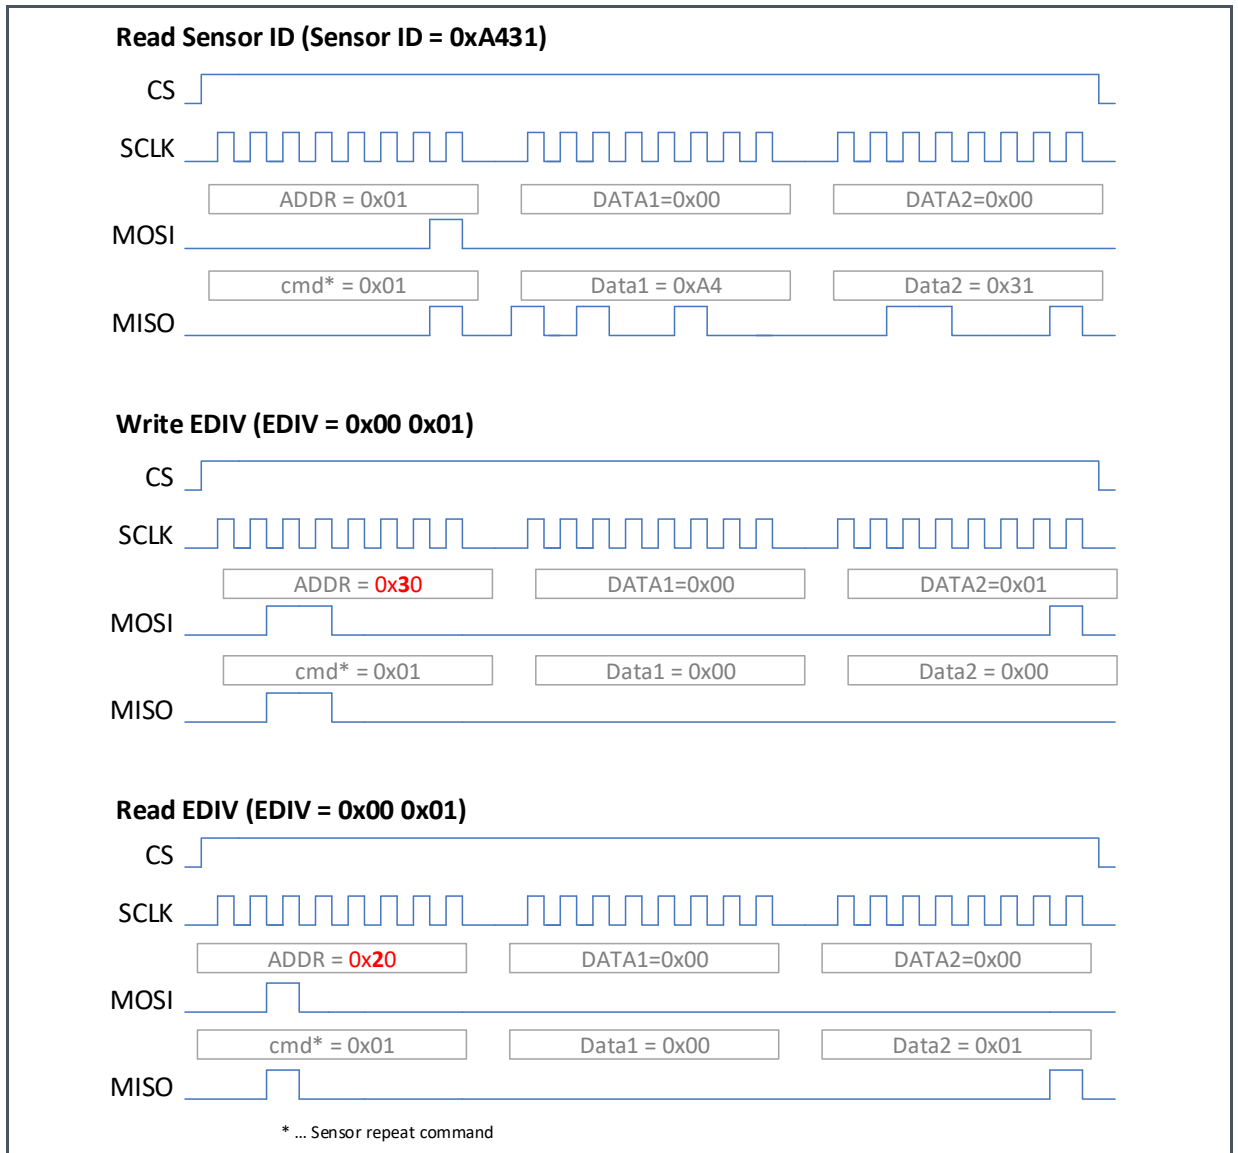 Read Sensor ID (Sensor ID = 0xA431)
CS
SCLK
ADDR = 0x01 DATA1=0x00 DATA2=0x00
MOSI
cmd* = 0x01 Data1 = 0xA4 Data2 = 0x31
MISO
Write EDIV (EDIV = 0x00 0x01)
CS
SCLK
ADDR = 0x30 DATA1=0x00 DATA2=0x01
MOSI
cmd* = 0x01 Data1 = 0x00 Data2 = 0x00
MISO
Read EDIV (EDIV = 0x00 0x01)
CS
SCLK
ADDR = 0x20 DATA1=0x00 DATA2=0x00
MOSI
cmd* = 0x01 Data1 = 0x00 Data2 = 0x01
MISO
* ... Sensor repeat command